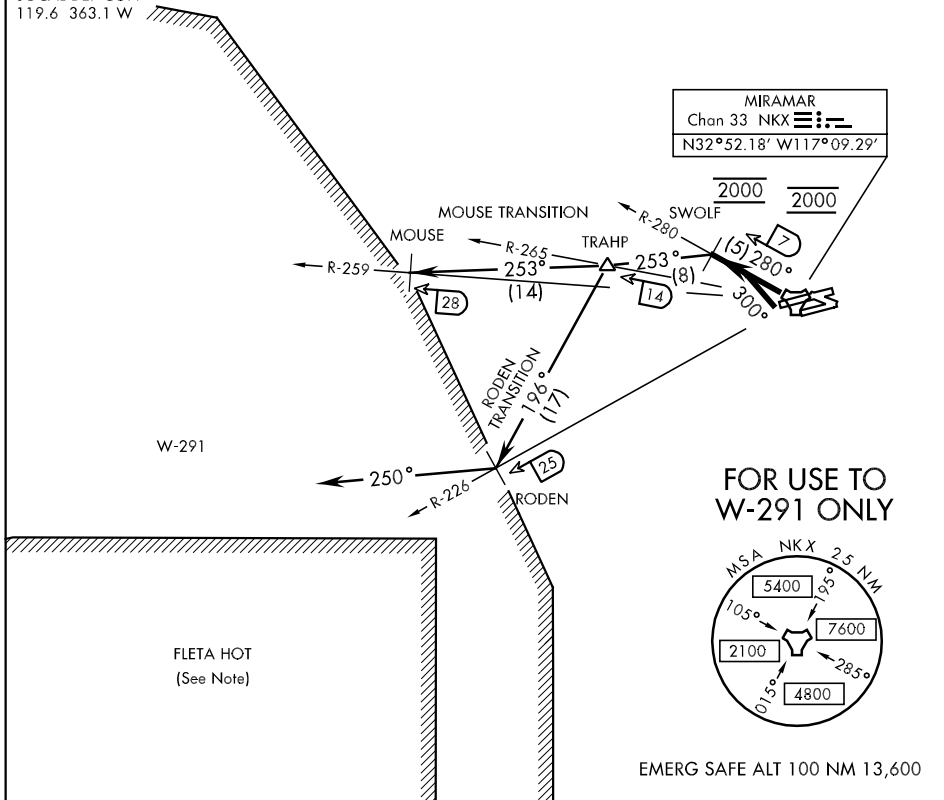 119.6 363.1 W
MIRAMAR
Chan 33 NKX
N32°52.18' W117°09.29'
2000
2000
MOUSE TRANSITION
SWOLF
R-280
7
MOUSE
R-265
TRAHP
(5)
280°
R-259
253°
253°
(8)
(14)
14
300°
28
RODEN
TRANSITION
196°
(17)
W-291
250°
25
R-226
RODEN
FOR USE TO
W-291 ONLY
MSA NKX 25 NM
5400
195°
105°
7600
2100
285°
015°
4800
FLETA HOT
(See Note)
EMERG SAFE ALT 100 NM 13,600